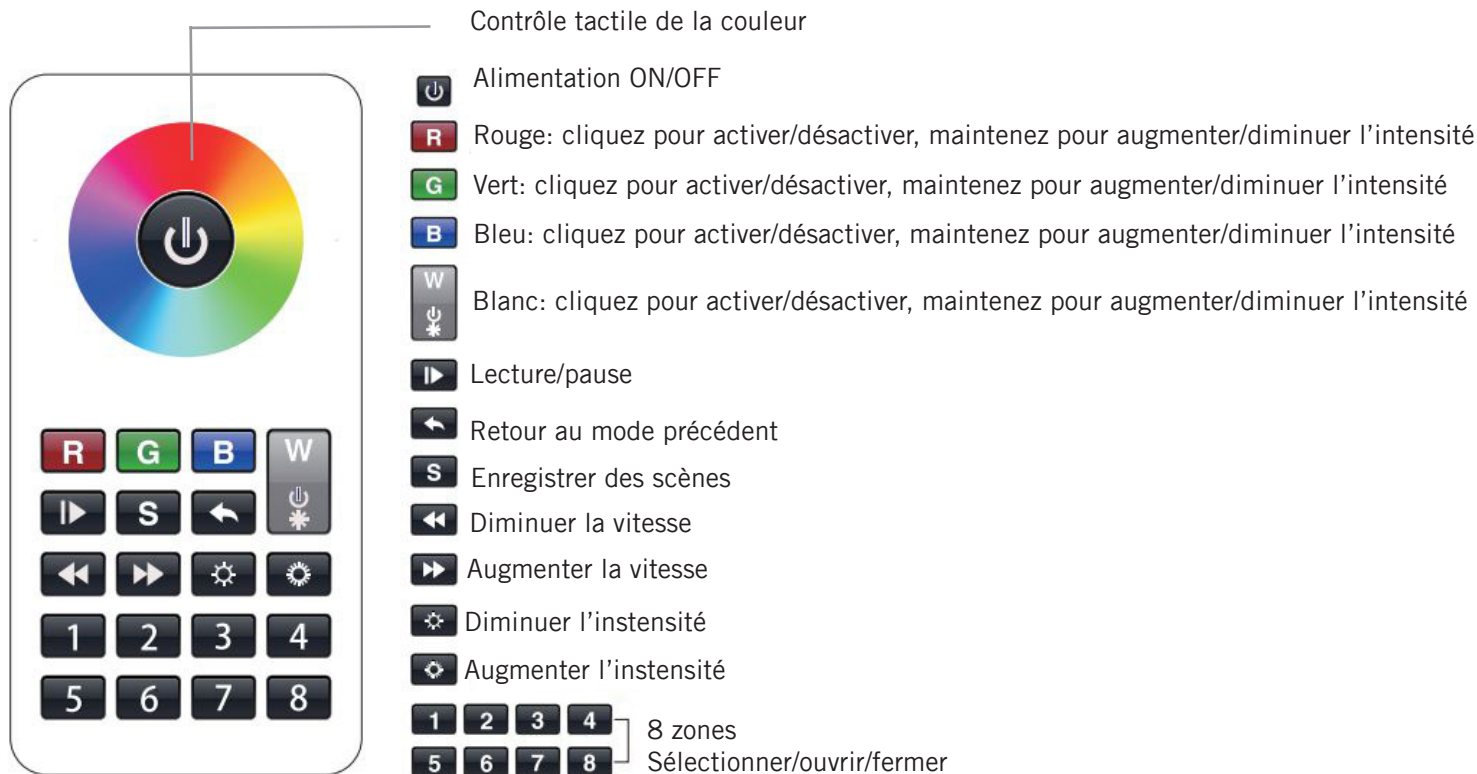 Contrôle tactile de la couleur
Alimentation ON/OFF
R Rouge: cliquez pour activer/désactiver, maintenez pour augmenter/diminuer l’intensité
G Vert: cliquez pour activer/désactiver, maintenez pour augmenter/diminuer l’intensité
B Bleu: cliquez pour activer/désactiver, maintenez pour augmenter/diminuer l’intensité
W Blanc: cliquez pour activer/désactiver, maintenez pour augmenter/diminuer l’intensité
Lecture/pause
Retour au mode précédent
S Enregistrer des scènes
Diminuer la vitesse
Augmenter la vitesse
Diminuer l’instensité
Augmenter l’instensité
1 2 3 4
5 6 7 8
8 zones
Sélectionner/ouvrir/fermer
R G B W
S
1 2 3 4
5 6 7 8